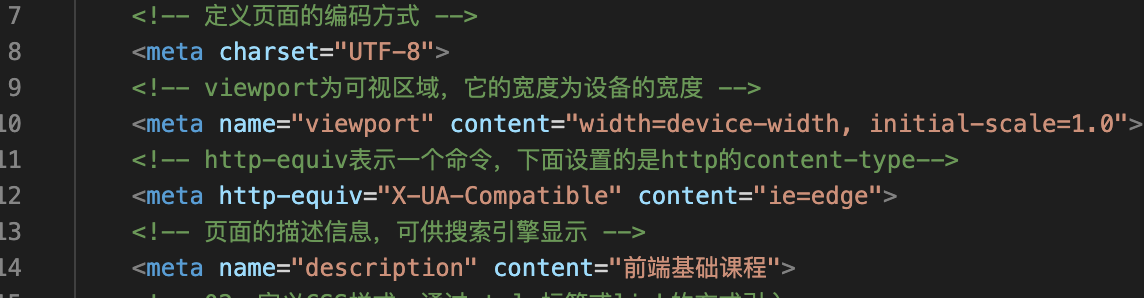 7 <!-- 定义页面的编码方式 -->
8 <meta charset="UTF-8">
9 <!-- viewport为可视区域，它的宽度为设备的宽度 -->
10 <meta name="viewport" content="width=device-width, initial-scale=1.0">
11 <!-- http-equiv表示一个命令，下面设置的是http的content-type-->
12 <meta http-equiv="X-UA-Compatible" content="ie=edge">
13 <!-- 页面的描述信息，可供搜索引擎显示 -->
14 <meta name="description" content="前端基础课程">